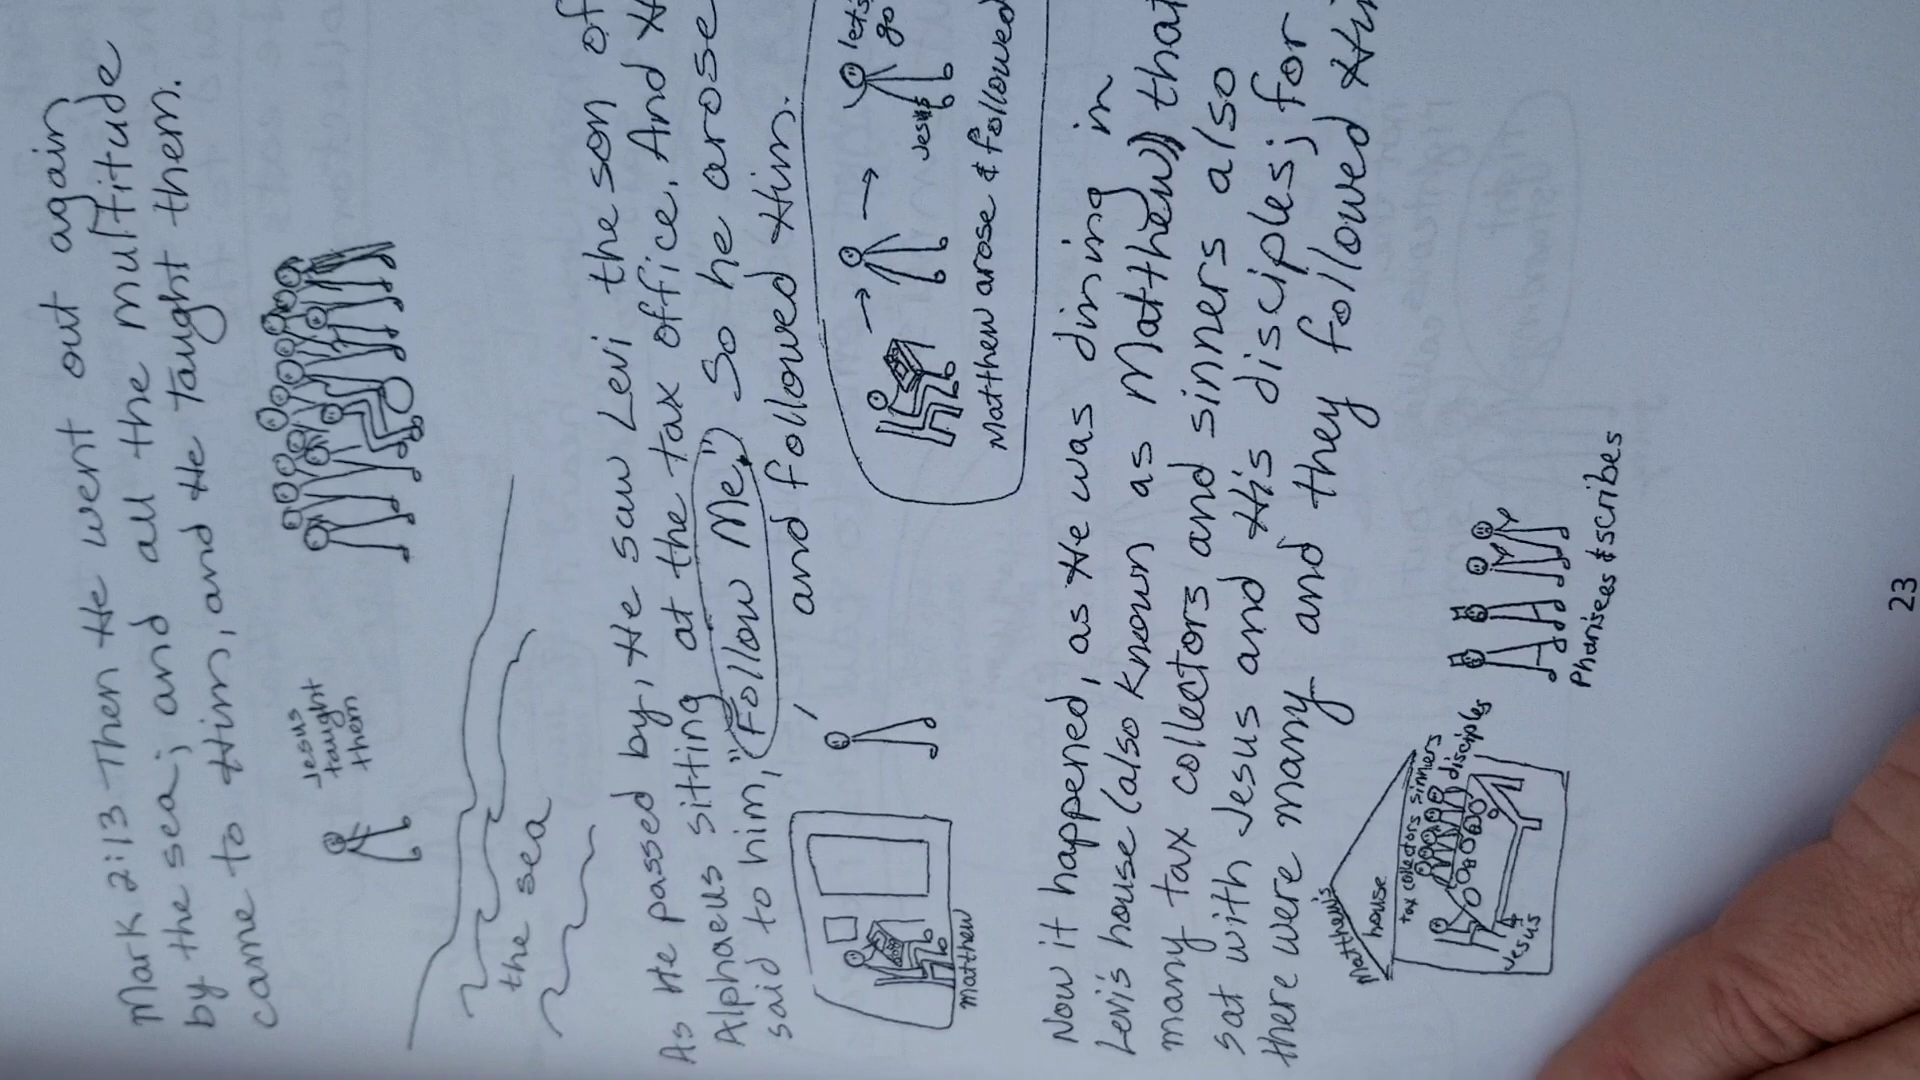 Mark 2:13 Then He went out again
by the sea; and all the multitude
came to Him, and He taught them.
Jesus
taught
them
the sea
As He passed by, He saw Levi the son of
Alphaeus sitting at the tax office. And
said to him, "Follow Me." So he arose
and followed Him.
Matthew
let's
go
Jesus
Matthew arose & followed
Now it happened, as He was dining in
Levi's house (also known as Matthew) that
many tax collectors and sinners also
sat with Jesus and His disciples; for
there were many and they followed
Matthew's
house
tax collectors sinners
disciples
Jesus
Pharisees & scribes
23